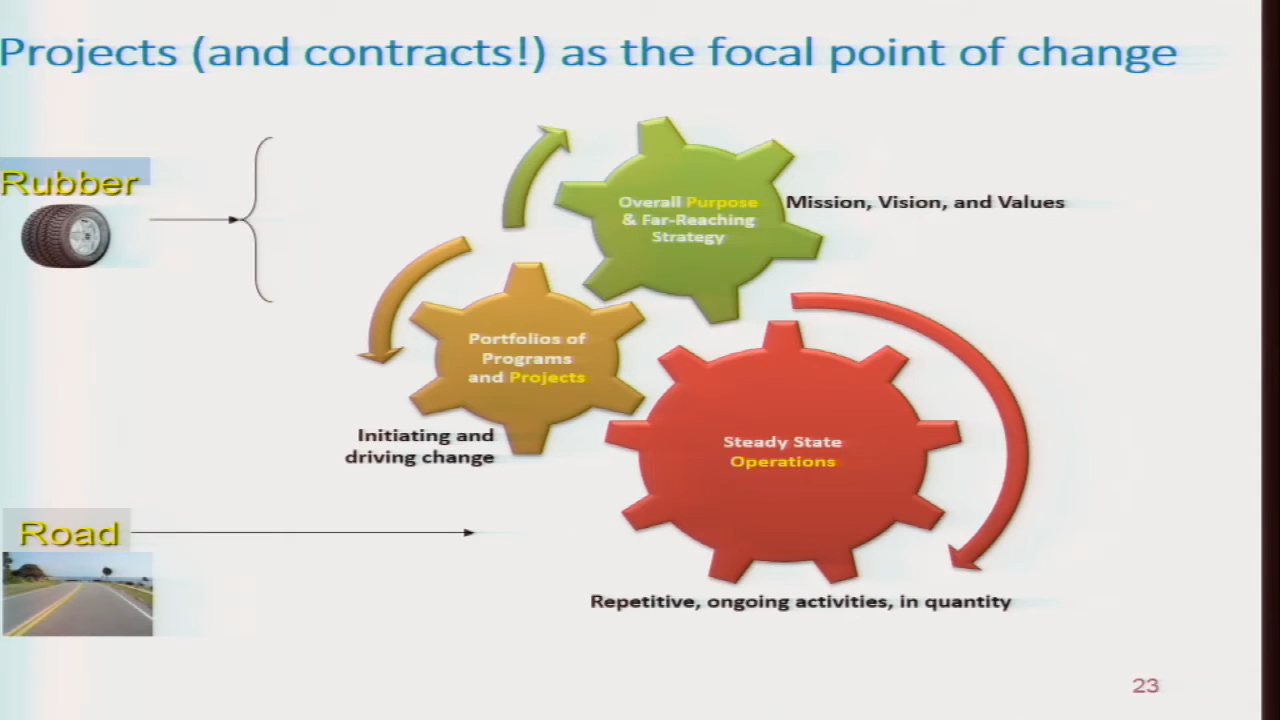 Projects (and contracts!) as the focal point of change
Rubber
Overall Purpose
& Far-Reaching
Strategy
Mission, Vision, and Values
Portfolios of
Programs
and Projects
Initiating and
driving change
Steady State
Operations
Road
Repetitive, ongoing activities, in quantity
23